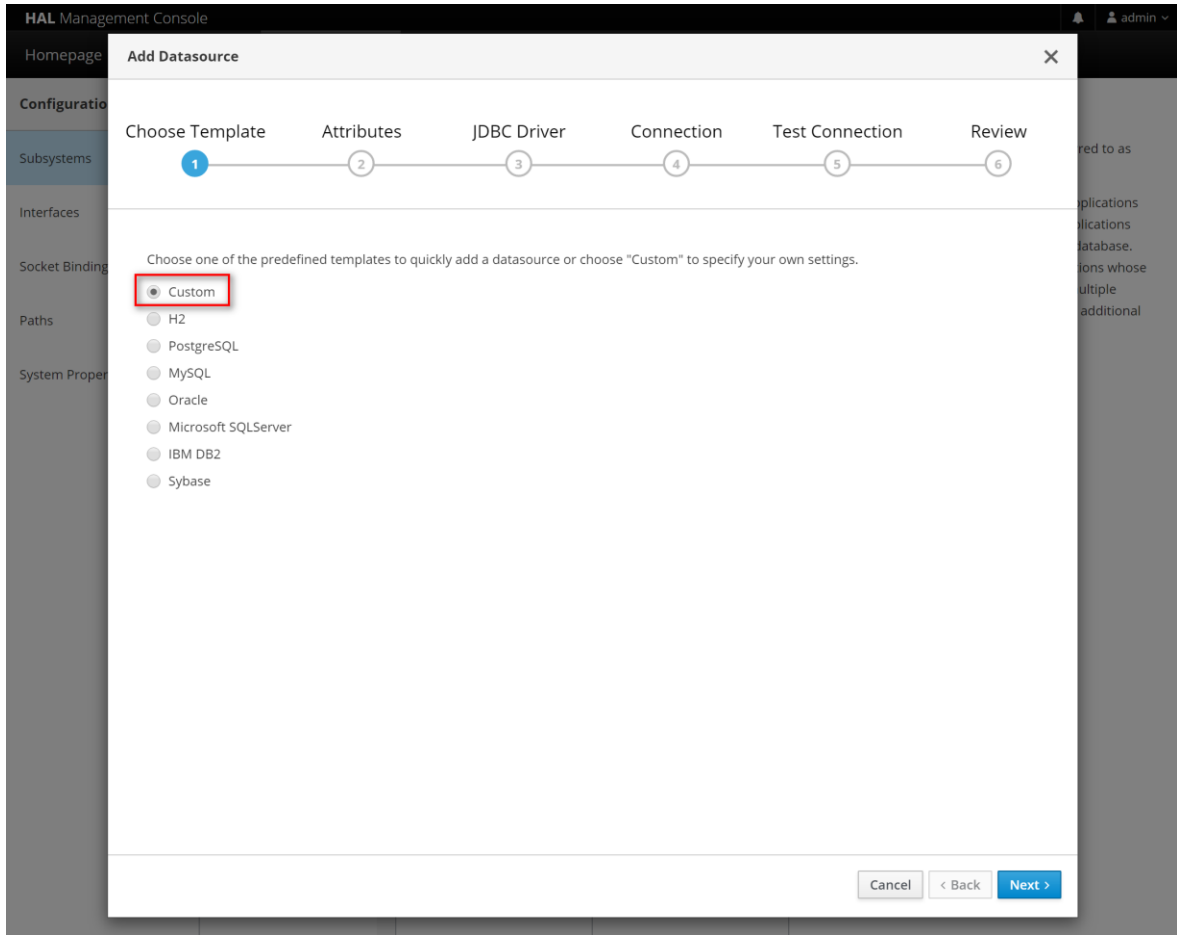 HAL Management Console
admin
Homepage
Add Datasource
Configuratio
Subsystems
Interfaces
Socket Binding
Paths
System Proper
Choose Template
Attributes
JDBC Driver
Connection
Test Connection
Review
1
2
3
4
5
6
Choose one of the predefined templates to quickly add a datasource or choose "Custom" to specify your own settings.
Custom
H2
PostgreSQL
MySQL
Oracle
Microsoft SQLServer
IBM DB2
Sybase
red to as
plications
lications
database.
ions whose
ultiple
additional
Cancel
< Back
Next >